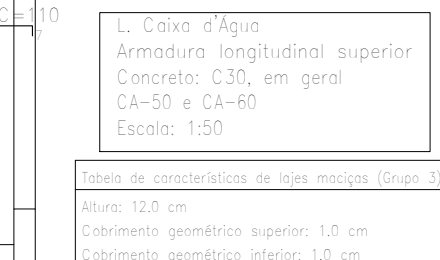 C=110
7
L. Caixa d'Água
Armadura longitudinal superior
Concreto: C30, em geral
CA-50 e CA-60
Escala: 1:50
Tabela de características de lajes maciças (Grupo 3)
Altura: 12.0 cm
Cobrimento geométrico superior: 1.0 cm
Cobrimento geométrico inferior: 1.0 cm